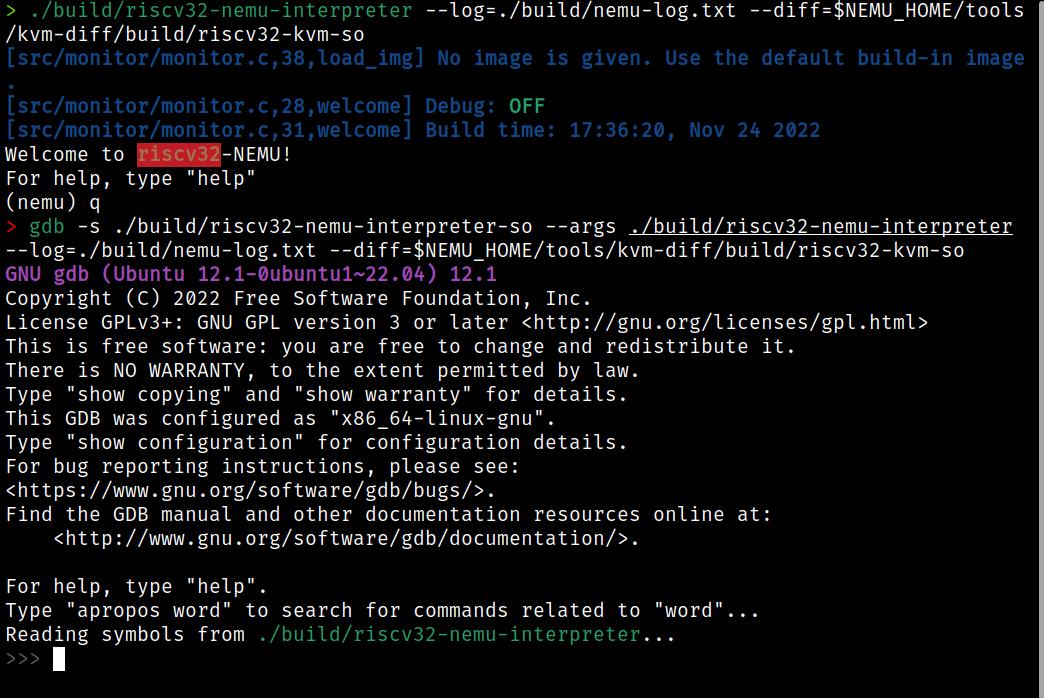 > ./build/riscv32-nemu-interpreter --log=./build/nemu-log.txt --diff=$NEMU_HOME/tools
/kvm-diff/build/riscv32-kvm-so
[src/monitor/monitor.c,38,load_img] No image is given. Use the default build-in image
.
[src/monitor/monitor.c,28,welcome] Debug: OFF
[src/monitor/monitor.c,31,welcome] Build time: 17:36:20, Nov 24 2022
Welcome to riscv32-NEMU!
For help, type "help"
(nemu) q
> gdb -s ./build/riscv32-nemu-interpreter-so --args ./build/riscv32-nemu-interpreter
--log=./build/nemu-log.txt --diff=$NEMU_HOME/tools/kvm-diff/build/riscv32-kvm-so
GNU gdb (Ubuntu 12.1-0ubuntu1~22.04) 12.1
Copyright (C) 2022 Free Software Foundation, Inc.
License GPLv3+: GNU GPL version 3 or later <http://gnu.org/licenses/gpl.html>
This is free software: you are free to change and redistribute it.
There is NO WARRANTY, to the extent permitted by law.
Type "show copying" and "show warranty" for details.
This GDB was configured as "x86_64-linux-gnu".
Type "show configuration" for configuration details.
For bug reporting instructions, please see:
<https://www.gnu.org/software/gdb/bugs/>.
Find the GDB manual and other documentation resources online at:
    <http://www.gnu.org/software/gdb/documentation/>.

For help, type "help".
Type "apropos word" to search for commands related to "word"...
Reading symbols from ./build/riscv32-nemu-interpreter...
>>>